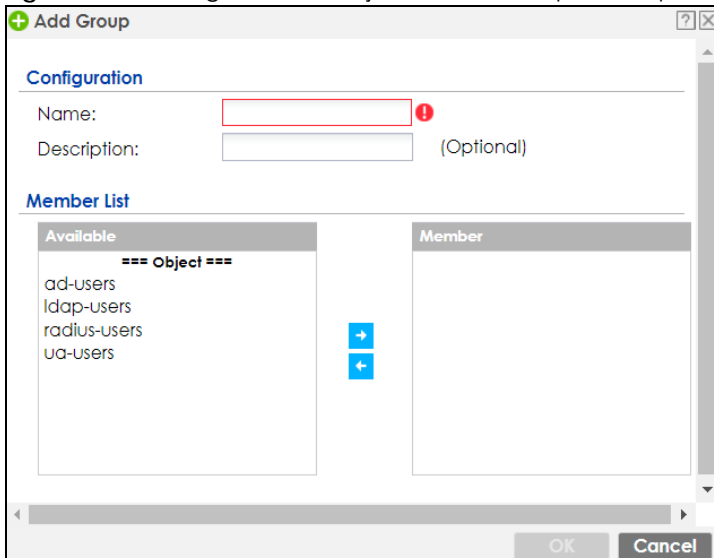 Add Group
Configuration
Name:
Description: (Optional)
Member List
Available Member
=== Object ===
ad-users
ldap-users
radius-users
ua-users
OK Cancel